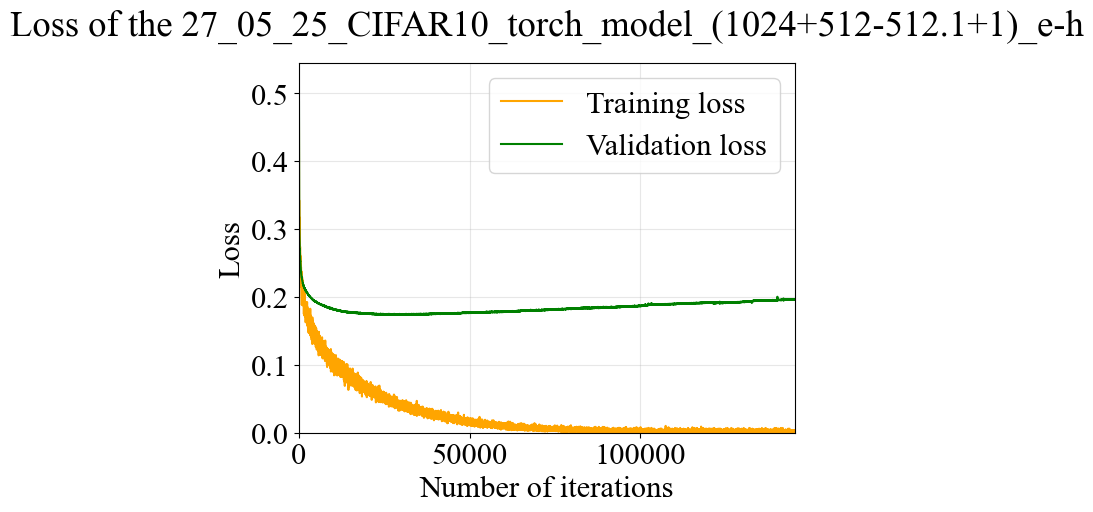 Loss of the 27_05_25_CIFAR10_torch_model_(1024+512-512.1+1)_e-h
Training loss
Validation loss
0.5
0.4
0.3
0.2
0.1
0.0
Loss
0
50000
100000
Number of iterations